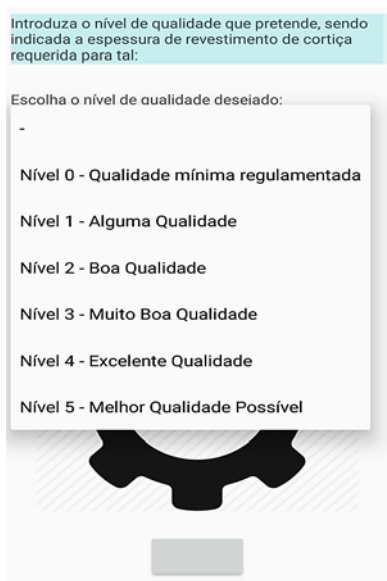 Introduza o nível de qualidade que pretende, sendo
indicada a espessura de revestimento de cortiça
requerida para tal:
Escolha o nível de qualidade desejado:
-
Nível 0 - Qualidade mínima regulamentada
Nível 1 - Alguma Qualidade
Nível 2 - Boa Qualidade
Nível 3 - Muito Boa Qualidade
Nível 4 - Excelente Qualidade
Nível 5 - Melhor Qualidade Possível